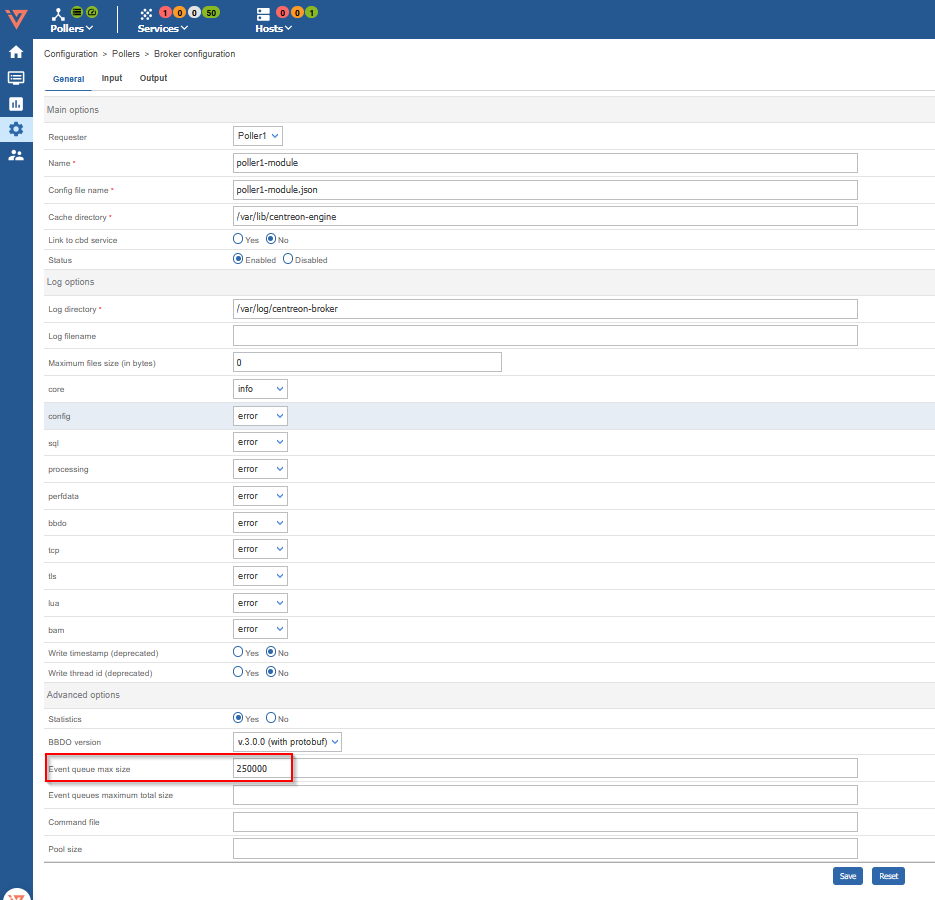 1 0 0 50
0 0 1
Pollers Services Hosts
Configuration > Pollers > Broker configuration
General Input Output
Main options
Requester Poller1
Name * poller1-module
Config file name * poller1-module.json
Cache directory * /var/lib/centreon-engine
Link to cbd service Yes No
Status Enabled Disabled
Log options
Log directory * /var/log/centreon-broker
Log filename
Maximum files size (in bytes) 0
core info
config error
sql error
processing error
perfdata error
bbdo error
tcp error
tls error
lua error
bam error
Write timestamp (deprecated) Yes No
Write thread id (deprecated) Yes No
Advanced options
Statistics Yes No
BBDO version v.3.0.0 (with protobuf)
Event queue max size 250000
Event queues maximum total size
Command file
Pool size
Save Reset